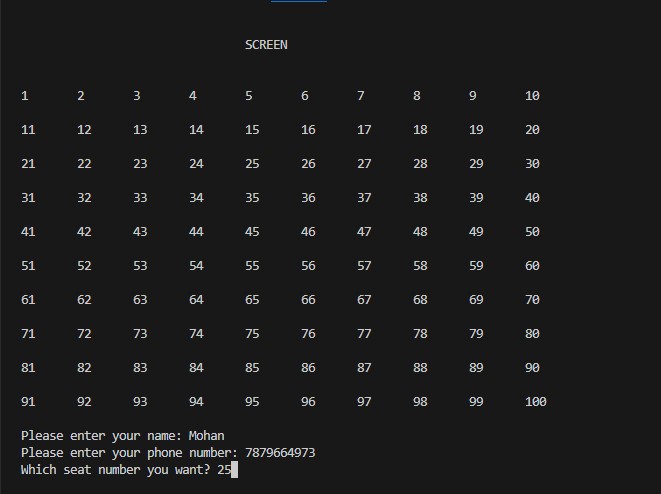 SCREEN
1 2 3 4 5 6 7 8 9 10
11 12 13 14 15 16 17 18 19 20
21 22 23 24 25 26 27 28 29 30
31 32 33 34 35 36 37 38 39 40
41 42 43 44 45 46 47 48 49 50
51 52 53 54 55 56 57 58 59 60
61 62 63 64 65 66 67 68 69 70
71 72 73 74 75 76 77 78 79 80
81 82 83 84 85 86 87 88 89 90
91 92 93 94 95 96 97 98 99 100
Please enter your name: Mohan
Please enter your phone number: 7879664973
Which seat number you want? 25